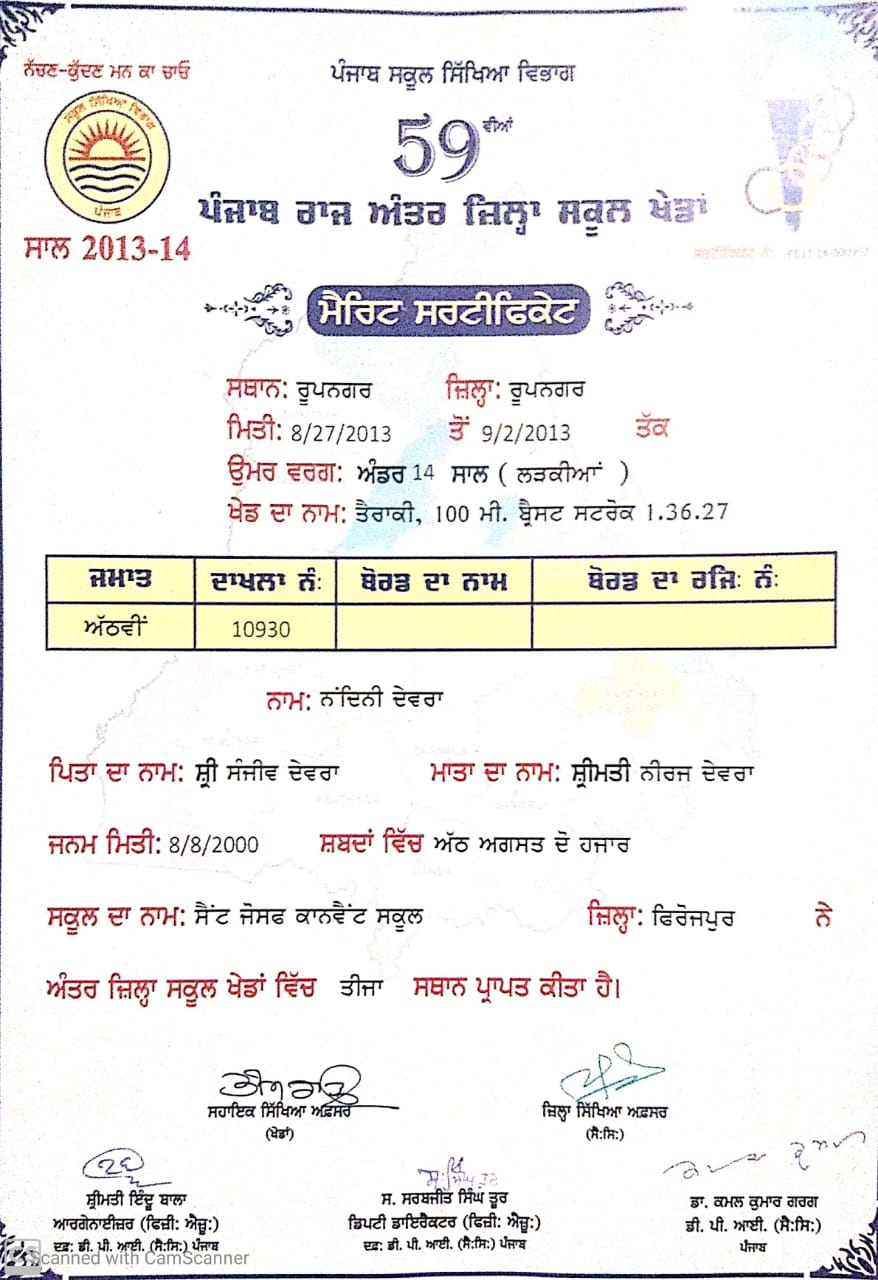 ਨੱਚਣ-ਕੁੱਦਣ ਮਨ ਕਾ ਚਾਓ
ਪੰਜਾਬ ਸਕੂਲ ਸਿੱਖਿਆ ਵਿਭਾਗ
ਸਕੂਲ ਸਿੱਖਿਆ ਵਿਭਾਗ
ਪੰਜਾਬ
59ਵੀਆਂ
ਪੰਜਾਬ ਰਾਜ ਅੰਤਰ ਜ਼ਿਲ੍ਹਾ ਸਕੂਲ ਖੇਡਾਂ
ਸਾਲ 2013-14
ਸਰਟੀਫਿਕੇਟ ਨੰ:
ਮੈਰਿਟ ਸਰਟੀਫਿਕੇਟ
ਸਥਾਨ: ਰੂਪਨਗਰ ਜ਼ਿਲ੍ਹਾ: ਰੂਪਨਗਰ
ਮਿਤੀ: 8/27/2013 ਤੋਂ 9/2/2013 ਤੱਕ
ਉਮਰ ਵਰਗ: ਅੰਡਰ 14 ਸਾਲ ( ਲੜਕੀਆਂ )
ਖੇਡ ਦਾ ਨਾਮ: ਤੈਰਾਕੀ, 100 ਮੀ. ਬ੍ਰੈਸਟ ਸਟਰੋਕ 1.36.27
ਜਮਾਤ ਦਾਖਲਾ ਨੰ: ਬੋਰਡ ਦਾ ਨਾਮ ਬੋਰਡ ਦਾ ਰਜਿ: ਨੰ:
ਅੱਠਵੀਂ 10930
ਨਾਮ: ਨਾਂਦਿਨੀ ਦੇਵਰਾ
ਪਿਤਾ ਦਾ ਨਾਮ: ਸ਼੍ਰੀ ਸੰਜੀਵ ਦੇਵਰਾ ਮਾਤਾ ਦਾ ਨਾਮ: ਸ਼੍ਰੀਮਤੀ ਨੀਰਜ ਦੇਵਰਾ
ਜਨਮ ਮਿਤੀ: 8/8/2000 ਸ਼ਬਦਾਂ ਵਿੱਚ ਅੱਠ ਅਗਸਤ ਦੋ ਹਜਾਰ
ਸਕੂਲ ਦਾ ਨਾਮ: ਸੈਂਟ ਜੋਸਫ ਕਾਨਵੈਂਟ ਸਕੂਲ ਜ਼ਿਲ੍ਹਾ: ਫਿਰੋਜਪੁਰ ਨੇ
ਅੰਤਰ ਜ਼ਿਲ੍ਹਾ ਸਕੂਲ ਖੇਡਾਂ ਵਿੱਚ ਤੀਜਾ ਸਥਾਨ ਪ੍ਰਾਪਤ ਕੀਤਾ ਹੈ।
ਸਹਾਇਕ ਸਿੱਖਿਆ ਅਫ਼ਸਰ ਜ਼ਿਲ੍ਹਾ ਸਿੱਖਿਆ ਅਫ਼ਸਰ
(ਖੇਡਾਂ) (ਸੈ:ਸਿ:)
ਸ਼੍ਰੀਮਤੀ ਇੰਦੂ ਬਾਲਾ ਸ. ਸਰਬਜੀਤ ਸਿੰਘ ਤੂਰ ਡਾ. ਕਮਲ ਕੁਮਾਰ ਗਰਗ
ਆਰਗੇਨਾਈਜ਼ਰ (ਫਿਜ਼ੀ: ਐਜੂ:) ਡਿਪਟੀ ਡਾਇਰੈਕਟਰ (ਫਿਜ਼ੀ: ਐਜੂ:) ਡੀ. ਪੀ. ਆਈ. (ਸੈ:ਸਿ:)
ਦਫ਼: ਡੀ. ਪੀ. ਆਈ. (ਸੈ:ਸਿ:) ਪੰਜਾਬ ਦਫ਼: ਡੀ. ਪੀ. ਆਈ. (ਸੈ:ਸਿ:) ਪੰਜਾਬ ਪੰਜਾਬ
Scanned with CamScanner